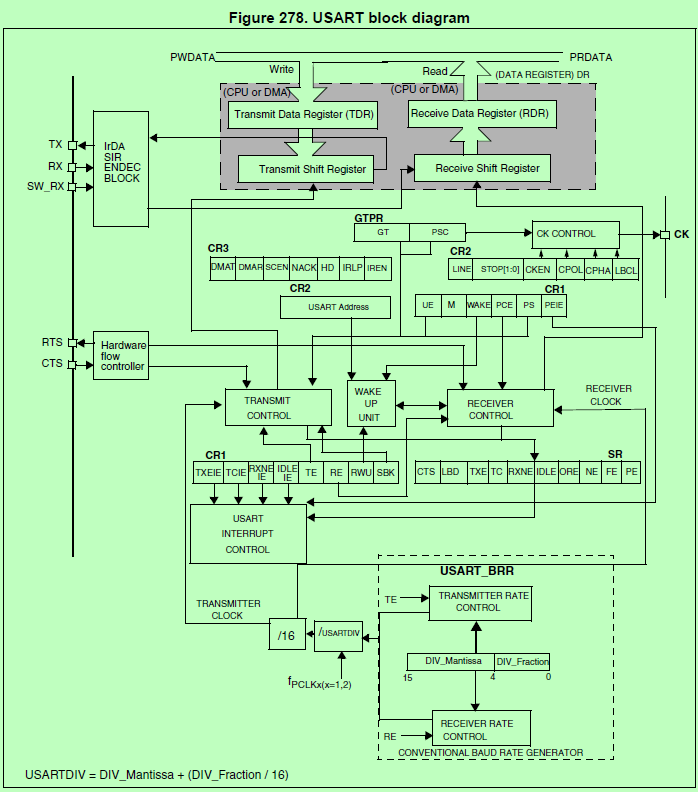 Figure 278. USART block diagram
PWDATA
PRDATA
Write
Read
(DATA REGISTER) DR
(CPU or DMA)
(CPU or DMA)
Transmit Data Register (TDR)
Receive Data Register (RDR)
TX
RX
SW_RX
IrDA
SIR
ENDEC
BLOCK
Transmit Shift Register
Receive Shift Register
GTPR
GT
PSC
CK CONTROL
CK
CR3
DMAT
DMAR
SCEN
NACK
HD
IRLP
IREN
CR2
LINE
STOP[1:0]
CKEN
CPOL
CPHA
LBCL
CR2
USART Address
CR1
UE
M
WAKE
PCE
PS
PEIE
RTS
CTS
Hardware
flow
controller
TRANSMIT
CONTROL
WAKE
UP
UNIT
RECEIVER
CONTROL
RECEIVER
CLOCK
CR1
TXEIE
TCIE
RXNE
IE
IDLE
IE
TE
RE
RWU
SBK
SR
CTS
LBD
TXE
TC
RXNE
IDLE
ORE
NE
FE
PE
USART
INTERRUPT
CONTROL
USART_BRR
TE
TRANSMITTER RATE
CONTROL
TRANSMITTER
CLOCK
/16
/USARTDIV
DIV_Mantissa
DIV_Fraction
15
4
0
fPCLKx(x=1,2)
RE
RECEIVER RATE
CONTROL
CONVENTIONAL BAUD RATE GENERATOR
USARTDIV = DIV_Mantissa + (DIV_Fraction / 16)